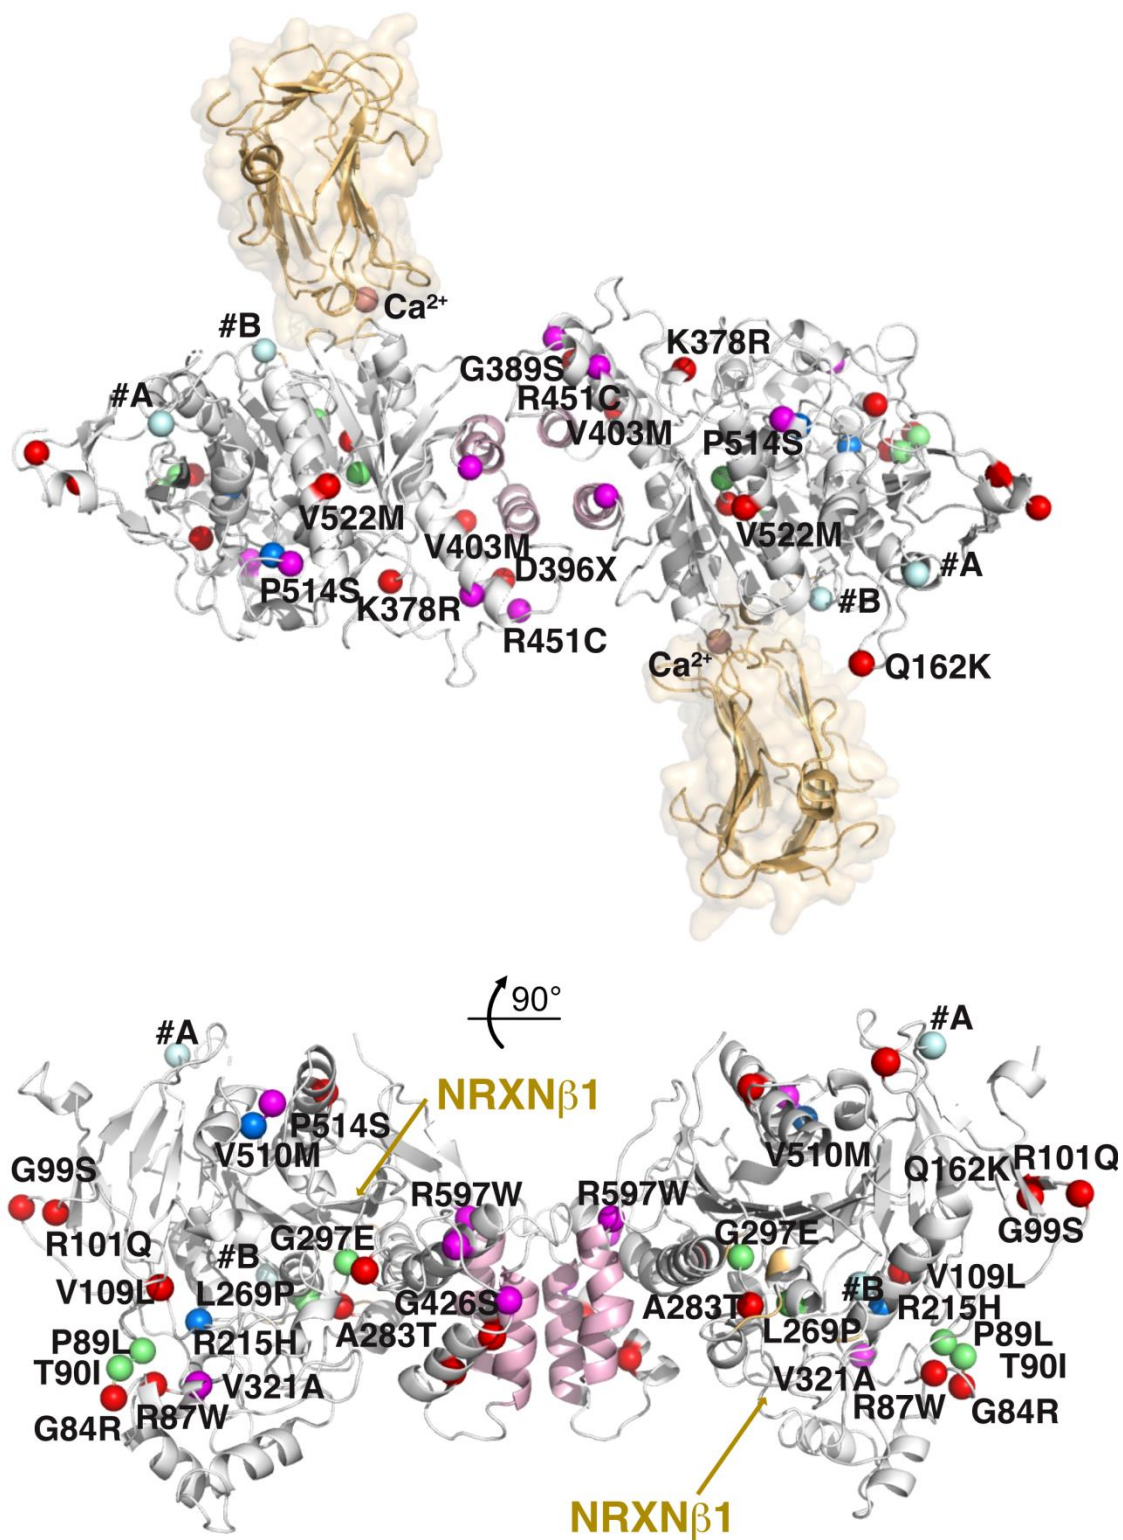 Ca2+
#B
#A
G389S
K378R
R451C
V403M
P514S
V522M
V403M
D396X
V522M
#A
#B
P514S
K378R
R451C
Ca2+
Q162K
90°
#A
#A
NRXNβ1
P514S
V510M
V510M
G99S
Q162K
R101Q
R597W
R597W
G99S
R101Q
#B
G297E
G297E
V109L
L269P
G426S
A283T
#B
V109L
R215H
A283T
L269P
R215H
P89L
P89L
T90I
T90I
V321A
V321A
G84R
R87W
R87W
G84R
NRXNβ1